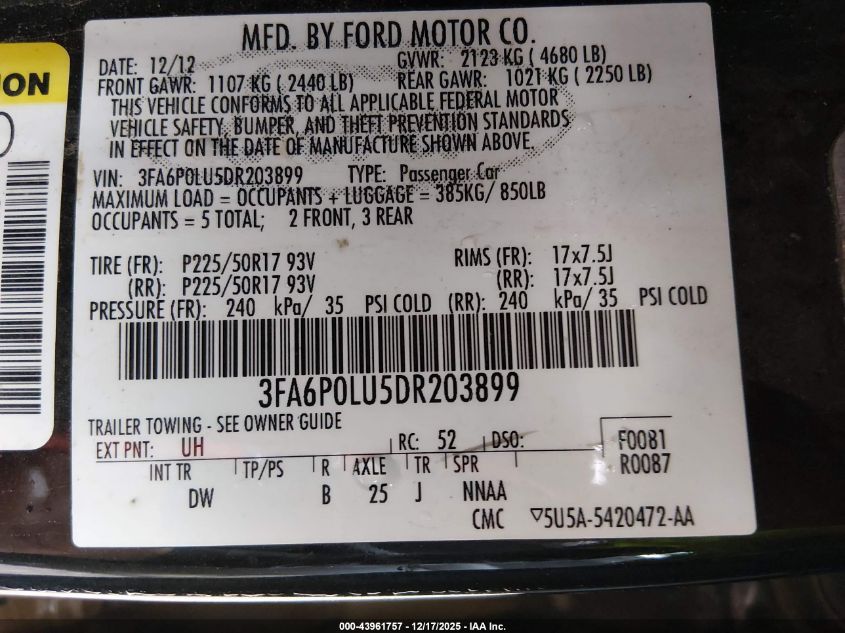 MFD. BY FORD MOTOR CO.
DATE: 12/12 GVWR: 2123 KG ( 4680 LB)
FRONT GAWR: 1107 KG ( 2440 LB) REAR GAWR: 1021 KG ( 2250 LB)
THIS VEHICLE CONFORMS TO ALL APPLICABLE FEDERAL MOTOR
VEHICLE SAFETY, BUMPER, AND THEFT PREVENTION STANDARDS
IN EFFECT ON THE DATE OF MANUFACTURE SHOWN ABOVE.
VIN: 3FA6P0LU5DR203899 TYPE: Passenger Car
MAXIMUM LOAD = OCCUPANTS + LUGGAGE = 385KG/ 850LB
OCCUPANTS = 5 TOTAL; 2 FRONT, 3 REAR
TIRE (FR): P225/50R17 93V RIMS (FR): 17x7.5J
(RR): P225/50R17 93V (RR): 17x7.5J
PRESSURE (FR): 240 kPa/ 35 PSI COLD (RR): 240 kPa/ 35 PSI COLD
3FA6P0LU5DR203899
TRAILER TOWING - SEE OWNER GUIDE
EXT PNT: UH RC: 52 DSO: F0081
R0087
INT TR TP/PS R AXLE TR SPR
DW B 25 J NNAA
CMC ▽5U5A-5420472-AA
000-43961757 - 12/17/2025 - IAA Inc.